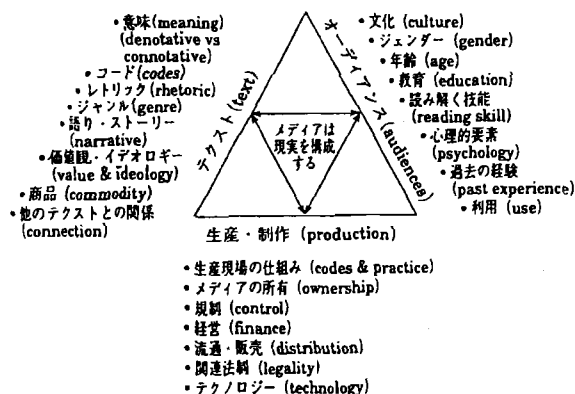 ・意味(meaning)
(denotative vs
connotative)
・コード(codes)
・レトリック(rhetoric)
・ジャンル(genre)
・語り・ストーリー
(narrative)
・価値観・イデオロギー
(value & ideology)
・商品(commodity)
・他のテクストとの関係
(connection)
テクスト(text)
メディアは
現実を構成
する
オーディアンス(audiences)
・文化(culture)
・ジェンダー(gender)
・年齢(age)
・教育(education)
・読み解く技能
(reading skill)
・心理的要素
(psychology)
・過去の経験
(past experience)
・利用(use)
生産・制作(production)
・生産現場の仕組み(codes & practice)
・メディアの所有(ownership)
・規制(control)
・経営(finance)
・流通・販売(distribution)
・関連法(legality)
・テクノロジー(technology)